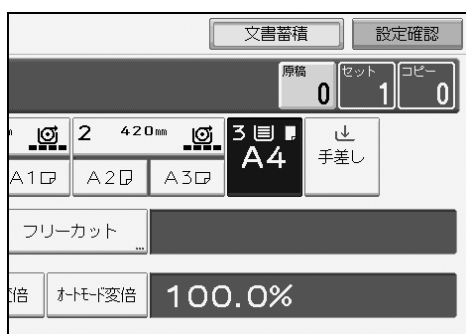 文書蓄積 設定確認
原稿 0 セット 1 コピー 0
2 420mm 3 A4 手差し
A1 A2 A3
フリーカット ...
変倍 オートモード変倍 100.0%